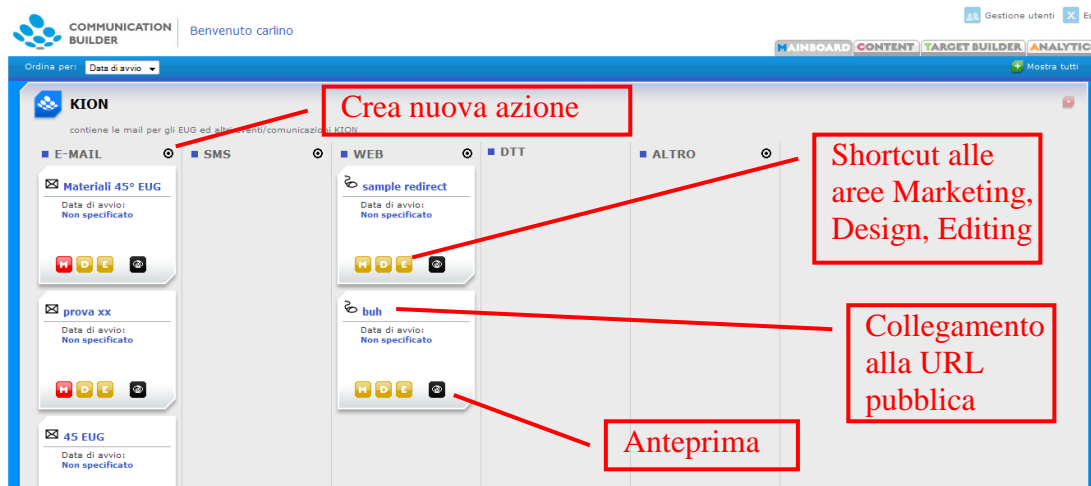 COMMUNICATION
BUILDER
Benvenuto carlino
Gestione utenti X Es
MAINBOARD CONTENT TARGET BUILDER ANALYTIC
Ordina per: Data di avvio
Mostra tutti
KION
contiene le mail per gli EUG ed altri eventi/comunicazioni KION
Crea nuova azione
E-MAIL
SMS
WEB
DTT
ALTRO
Materiali 45° EUG
Data di avvio:
Non specificato
M D E
sample redirect
Data di avvio:
Non specificato
M D E
Shortcut alle
aree Marketing,
Design, Editing
prova xx
Data di avvio:
Non specificato
M D E
buh
Data di avvio:
Non specificato
M D E
Collegamento
alla URL
pubblica
Anteprima
45 EUG
Data di avvio:
Non specificato